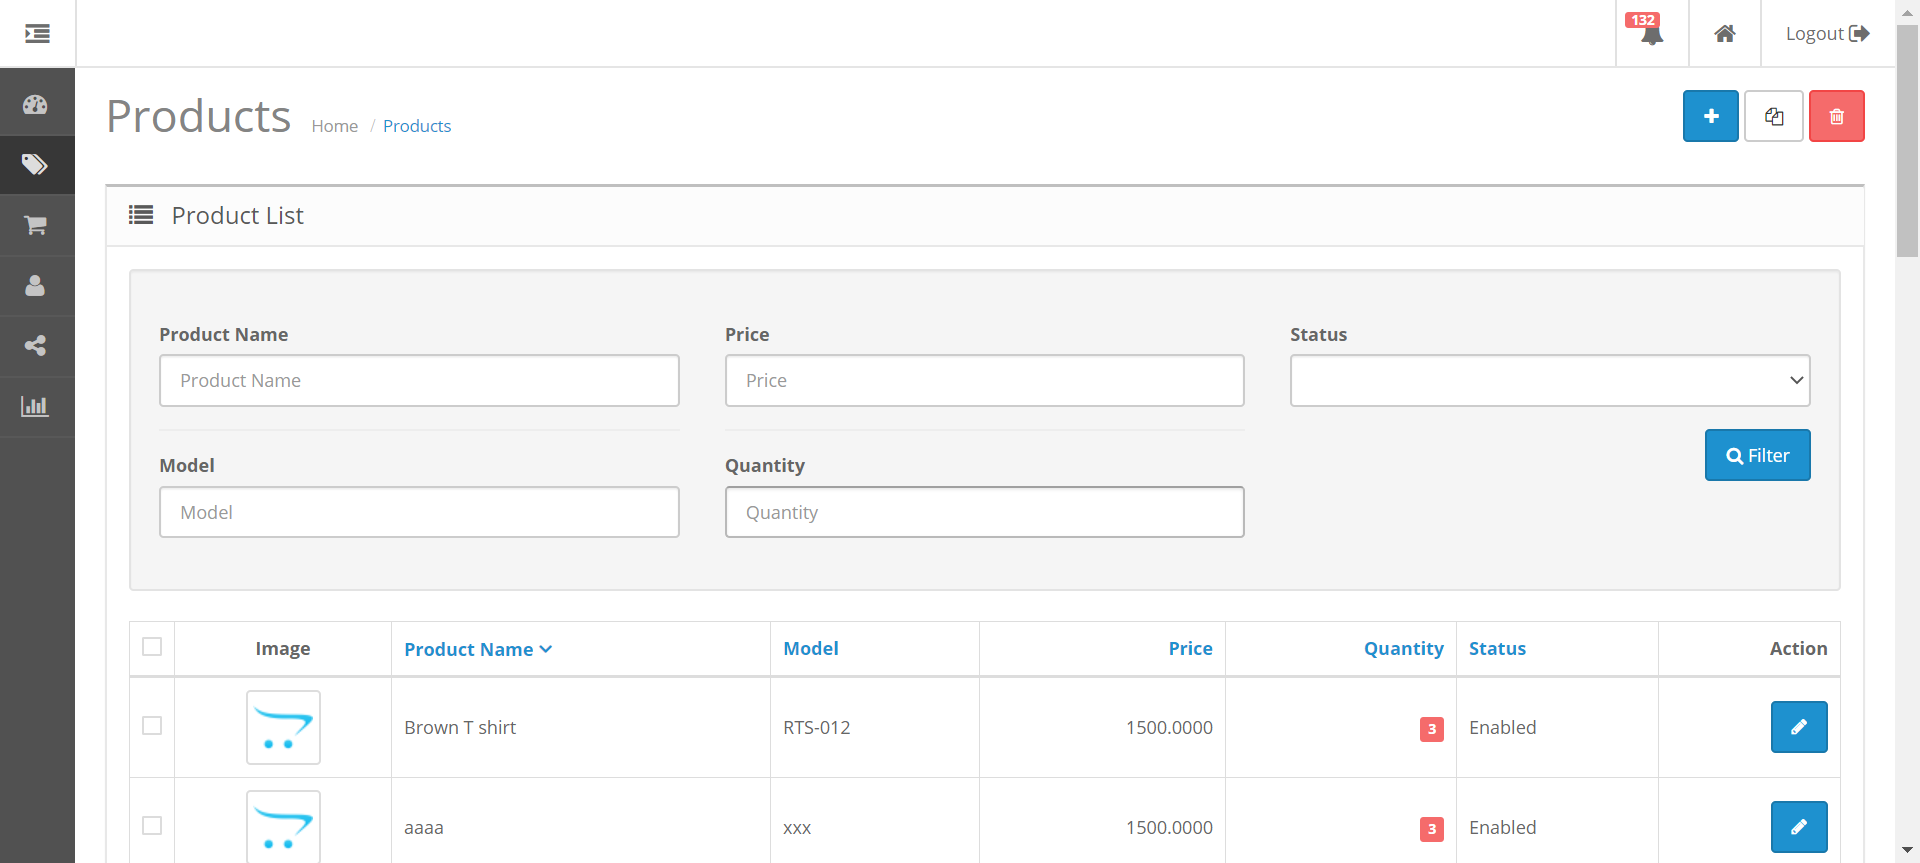 132
Logout
Products
Home / Products
Product List
Product Name
Price
Status
Product Name
Price
Model
Quantity
Filter
Model
Quantity
Image Product Name Model Price Quantity Status Action
Brown T shirt RTS-012 1500.0000 3 Enabled
aaaa xxx 1500.0000 3 Enabled